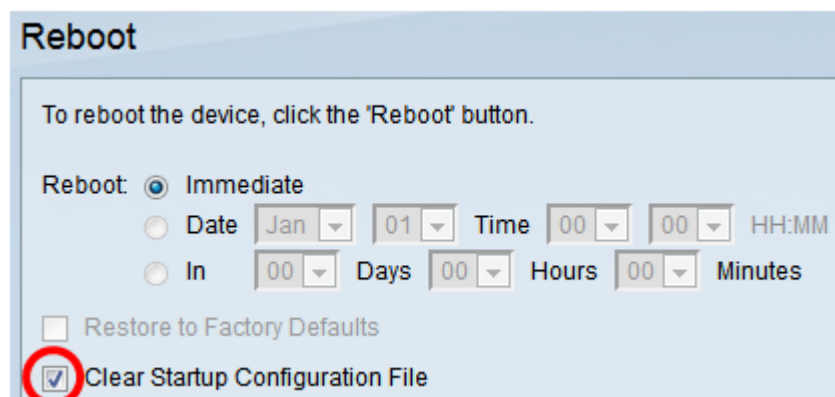 Reboot
To reboot the device, click the 'Reboot' button.
Reboot: Immediate
Date Jan 01 Time 00 00 HH:MM
In 00 Days 00 Hours 00 Minutes
Restore to Factory Defaults
Clear Startup Configuration File